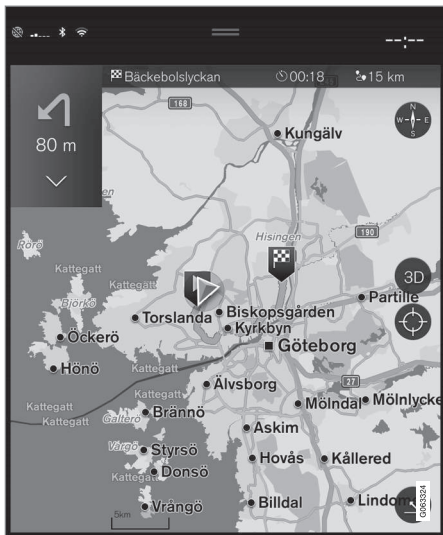 --:--
Bäckebolslyckan 00:18 15 km
80 m
168
Kungälv
N
W E
S
Rörö
Hisingen
190
Kattegatt
Kattegatt
3D
Björkö
Partille
Torslanda
Biskopsgården
Öckerö
Kyrkbyn
Göteborg
Hönö
Kattegatt
Älvsborg
27
Kattegatt
Mölndal
Mölnlycke
Brännö
Galterö
Kattegatt
Askim
Vargö
Styrsö
Hovås
Kållered
Donsö
Kattegatt
Vrångö
Billdal
Lindome
5km
G063324